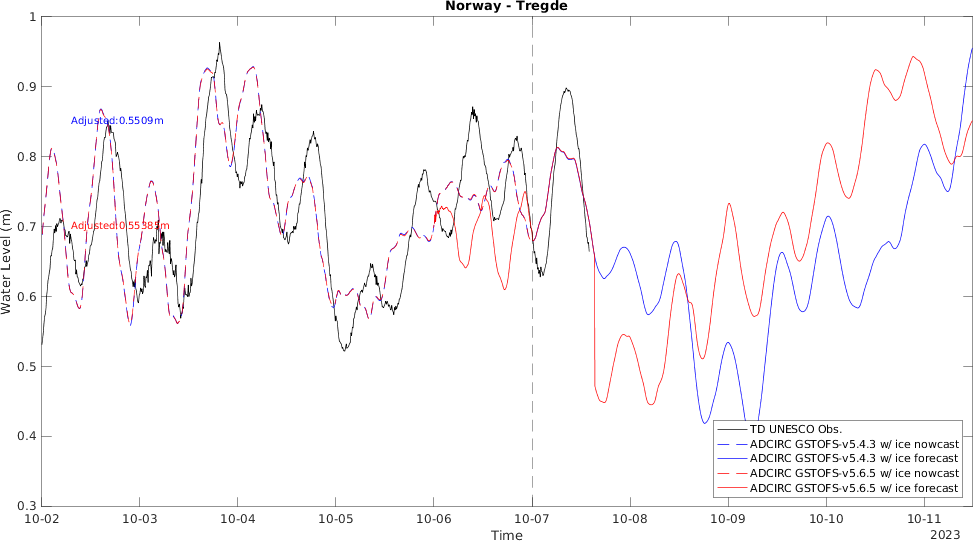 Norway - Tregde
Water Level (m)
1
0.9
0.8
0.7
0.6
0.5
0.4
0.3
Adjusted:0.5509m
Adjusted:0.55385m
TD UNESCO Obs.
ADCIRC GSTOFS-v5.4.3 w/ ice nowcast
ADCIRC GSTOFS-v5.4.3 w/ ice forecast
ADCIRC GSTOFS-v5.6.5 w/ ice nowcast
ADCIRC GSTOFS-v5.6.5 w/ ice forecast
10-02 10-03 10-04 10-05 10-06 10-07 10-08 10-09 10-10 10-11
Time
2023